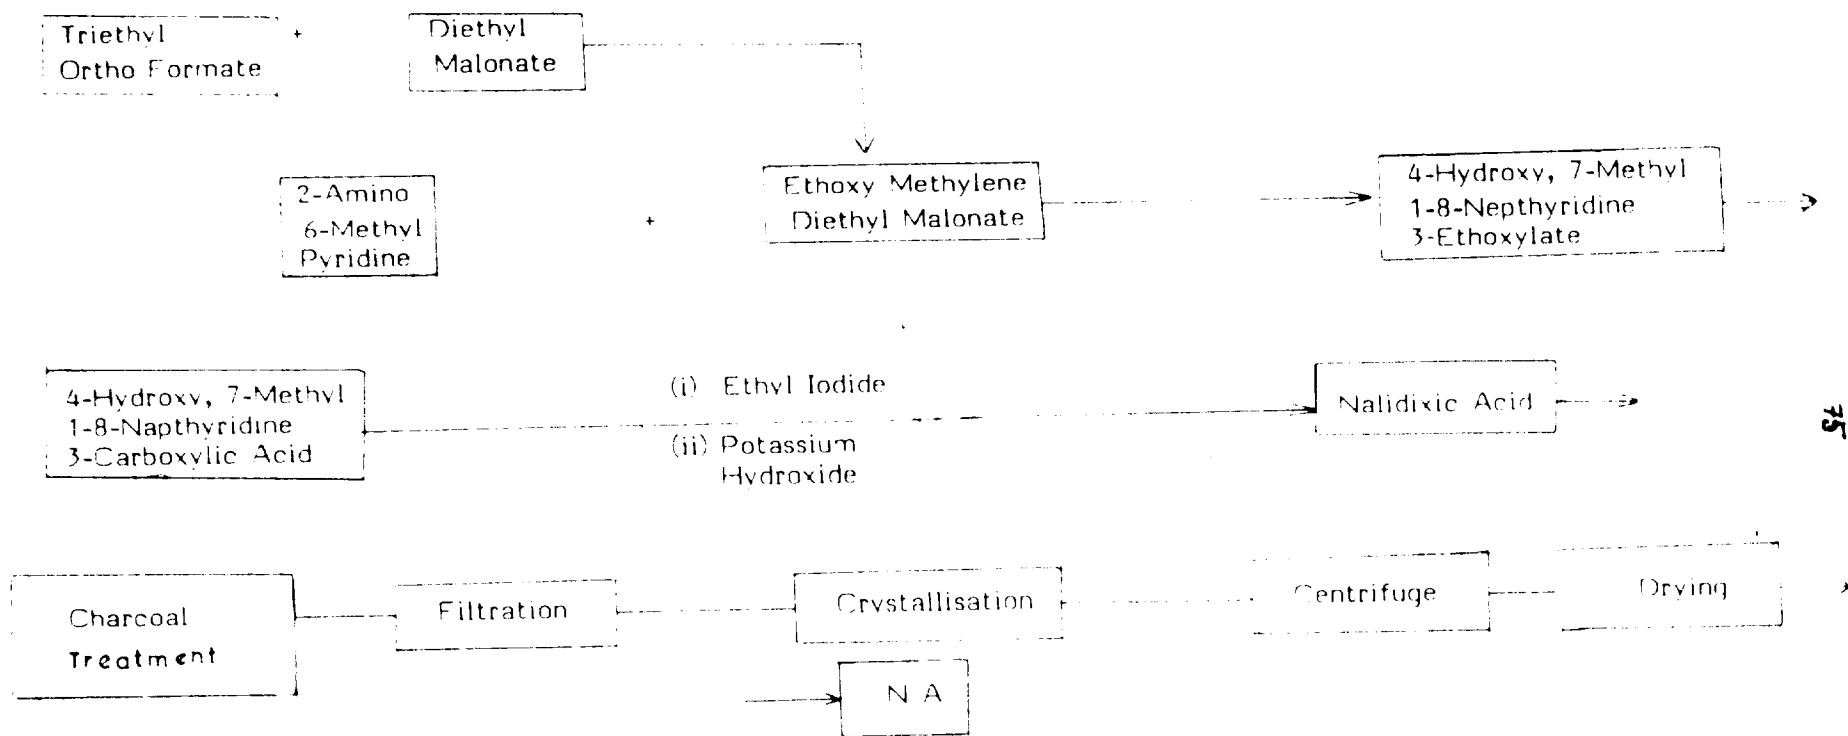 Triethyl
Ortho Formate
+
Diethyl
Malonate
2-Amino
6-Methyl
Pyridine
+
Ethoxy Methylene
Diethyl Malonate
4-Hydroxy, 7-Methyl
1-8-Nepthyridine
3-Ethoxylate
4-Hydroxy, 7-Methyl
1-8-Napthyridine
3-Carboxylic Acid
(i) Ethyl Iodide
(ii) Potassium
Hydroxide
Nalidixic Acid
75
Charcoal
Treatment
Filtration
Crystallisation
Centrifuge
Drying
N A